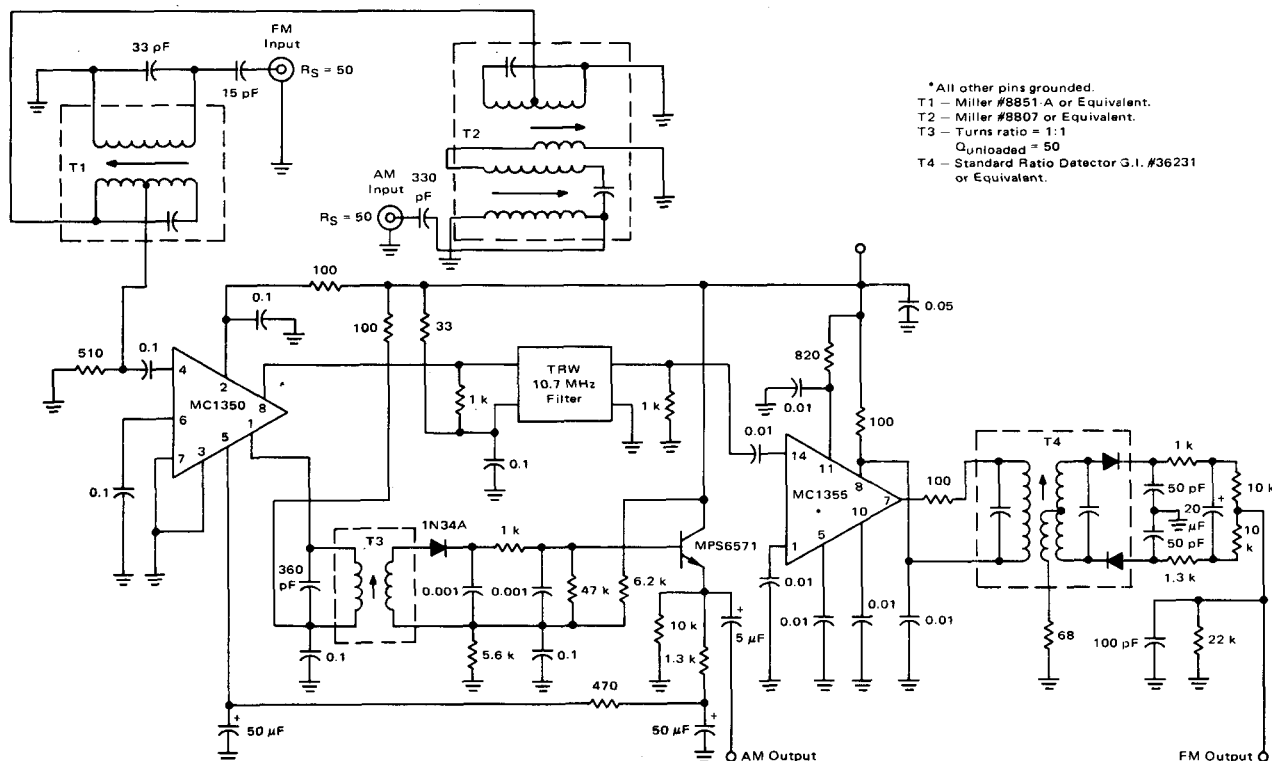 FM
Input
33 pF
RS = 50
15 pF
T1
T2
AM
Input
330
pF
RS = 50
*All other pins grounded.
T1 – Miller #8851-A or Equivalent.
T2 – Miller #8807 or Equivalent.
T3 – Turns ratio = 1:1
Qunloaded = 50
T4 – Standard Ratio Detector G.I. #36231
or Equivalent.
100
0.1
100
33
0.05
510
0.1
4
2
MC1350
8
*
1
6
5
3
7
0.1
1 k
TRW
10.7 MHz
Filter
1 k
0.1
820
0.01
100
0.01
14
11
8
MC1355
7
*
10
5
1
100
T4
1 k
50 pF
20
μF
+
50 pF
10 k
10
k
1.3 k
T3
1N34A
1 k
MPS6571
360
pF
0.001
0.001
47 k
6.2 k
0.1
5.6 k
0.1
10 k
1.3 k
+
5 μF
0.01
0.01
0.01
0.01
68
100 pF
22 k
470
+
50 μF
50 μF
+
AM Output
FM Output